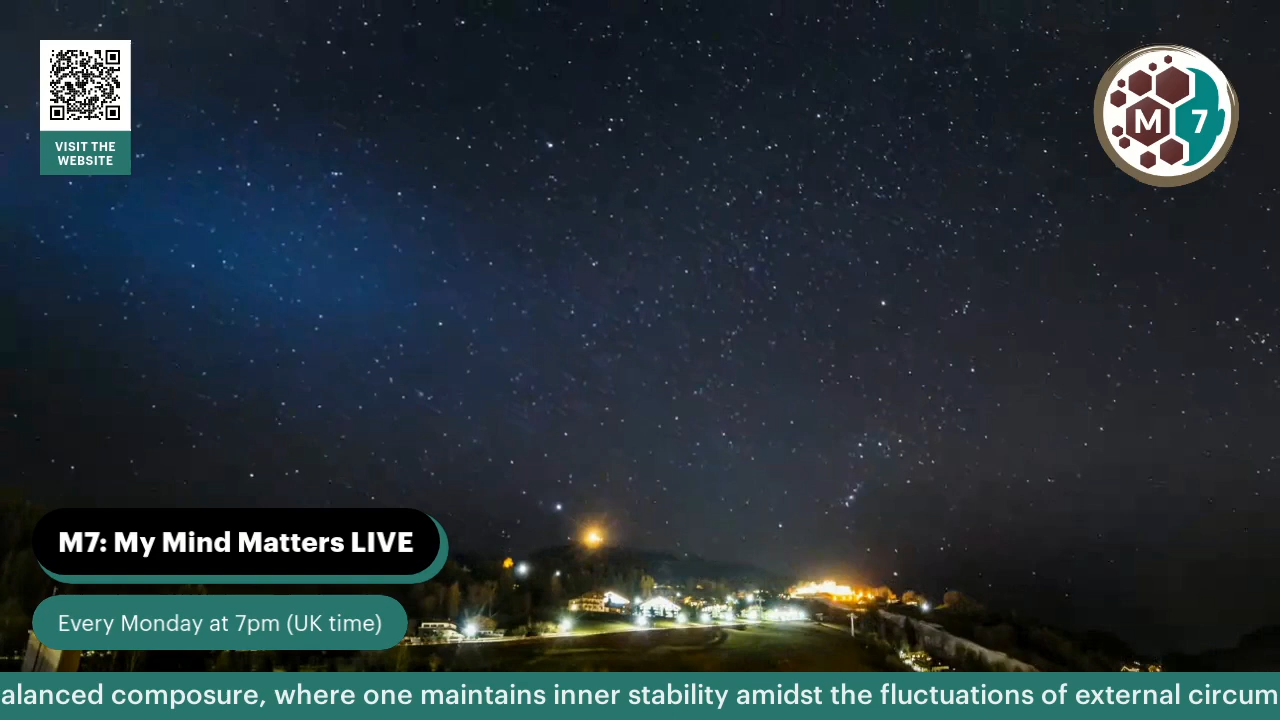 VISIT THE
WEBSITE
M 7
M7: My Mind Matters LIVE
Every Monday at 7pm (UK time)
alanced composure, where one maintains inner stability amidst the fluctuations of external circum